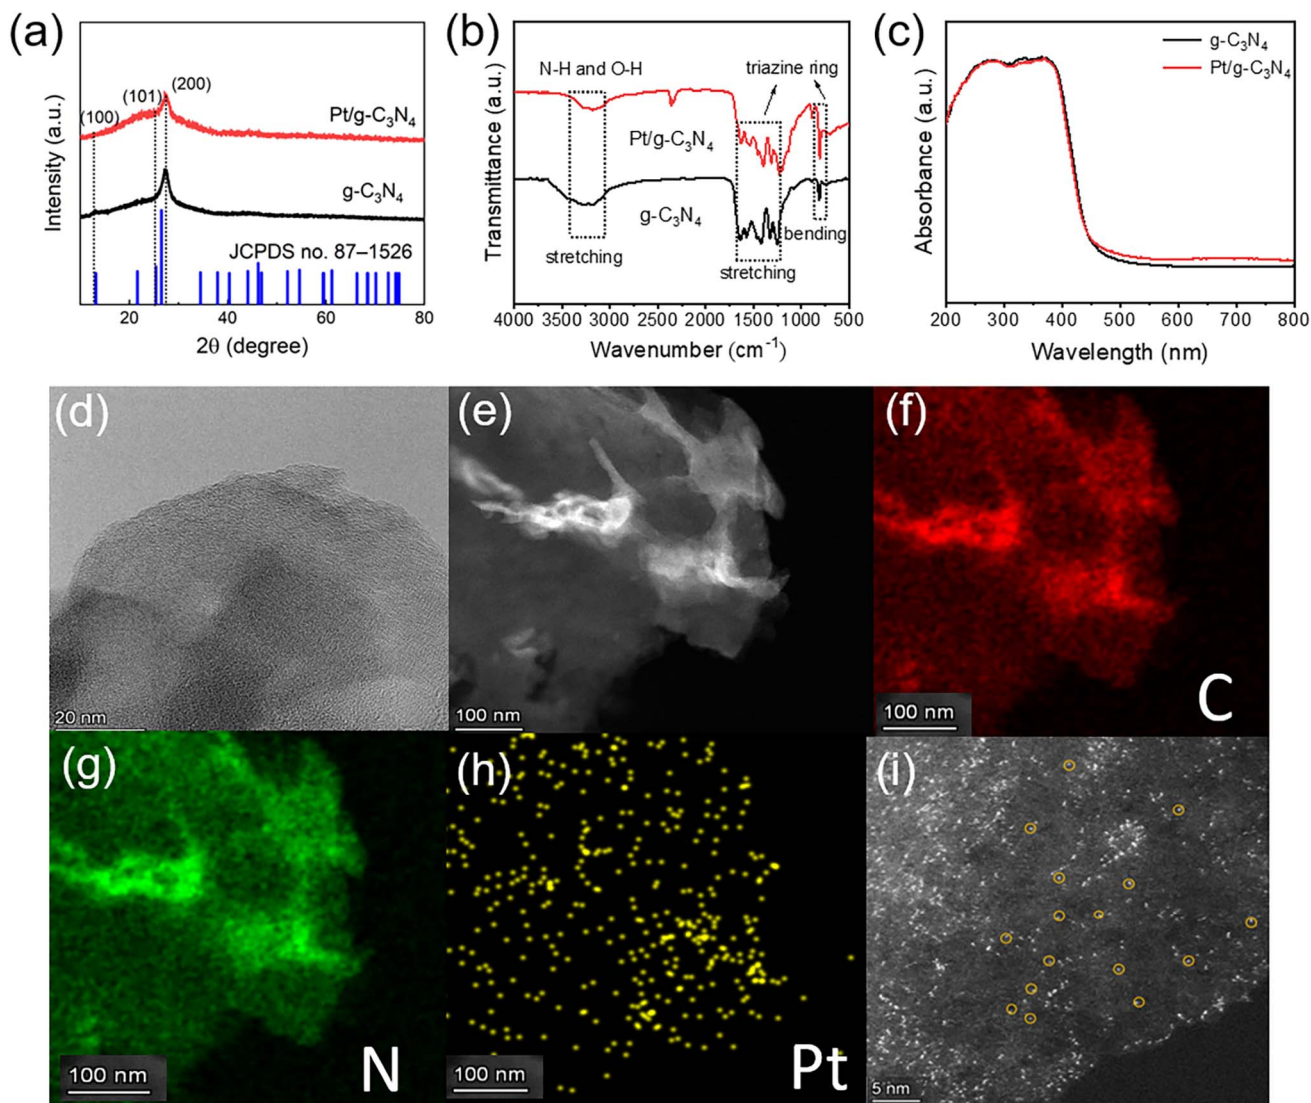 (a)
(100)
(101)
(200)
Pt/g-C₃N₄
g-C₃N₄
JCPDS no. 87–1526
Intensity (a.u.)
20 40 60 80
2θ (degree)
(b)
N-H and O-H
triazine ring
Pt/g-C₃N₄
g-C₃N₄
bending
stretching
stretching
Transmittance (a.u.)
4000 3500 3000 2500 2000 1500 1000 500
Wavenumber (cm⁻¹)
(c)
g-C₃N₄
Pt/g-C₃N₄
Absorbance (a.u.)
200 300 400 500 600 700 800
Wavelength (nm)
(d)
20 nm
(e)
100 nm
(f)
100 nm
C
(g)
100 nm
N
(h)
100 nm
Pt
(i)
5 nm